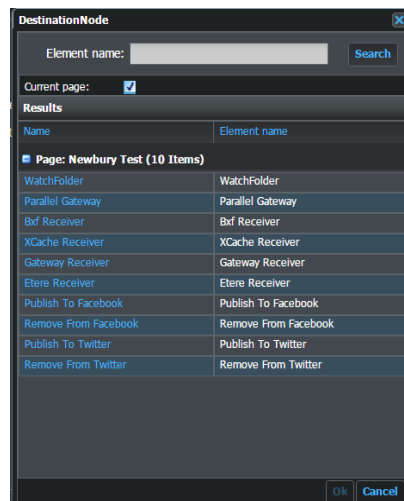 DestinationNode
Element name: Search
Current page:
Results
Name Element name
Page: Newbury Test (10 Items)
WatchFolder WatchFolder
Parallel Gateway Parallel Gateway
Bxf Receiver Bxf Receiver
XCache Receiver XCache Receiver
Gateway Receiver Gateway Receiver
Etere Receiver Etere Receiver
Publish To Facebook Publish To Facebook
Remove From Facebook Remove From Facebook
Publish To Twitter Publish To Twitter
Remove From Twitter Remove From Twitter
Ok Cancel